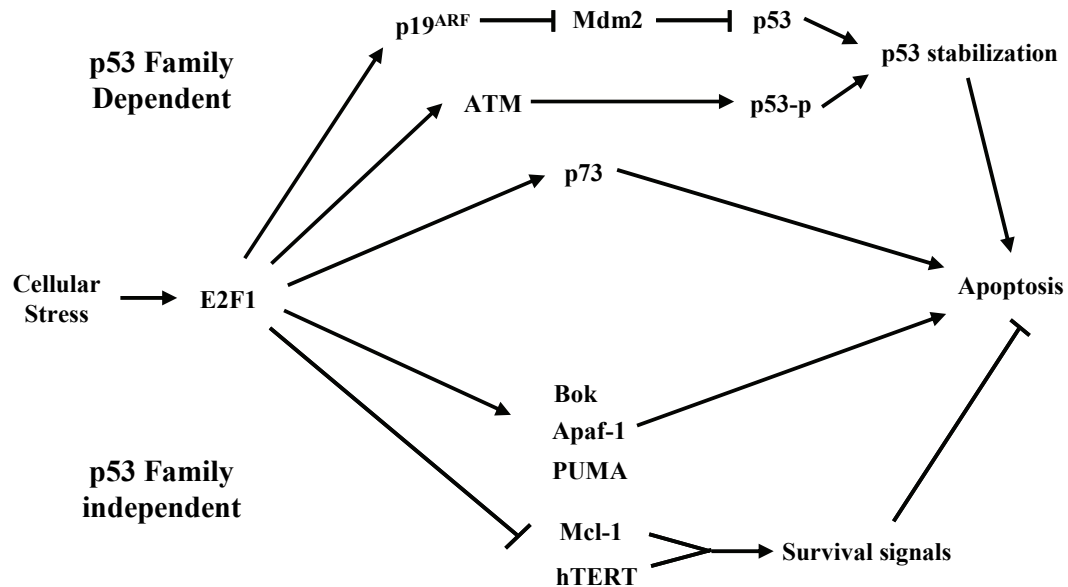 p19ARF Mdm2 p53
p53 Family
Dependent
p53 stabilization
ATM p53-p
p73
Cellular
Stress
E2F1
Apoptosis
Bok
Apaf-1
PUMA
p53 Family
independent
Mcl-1
hTERT
Survival signals